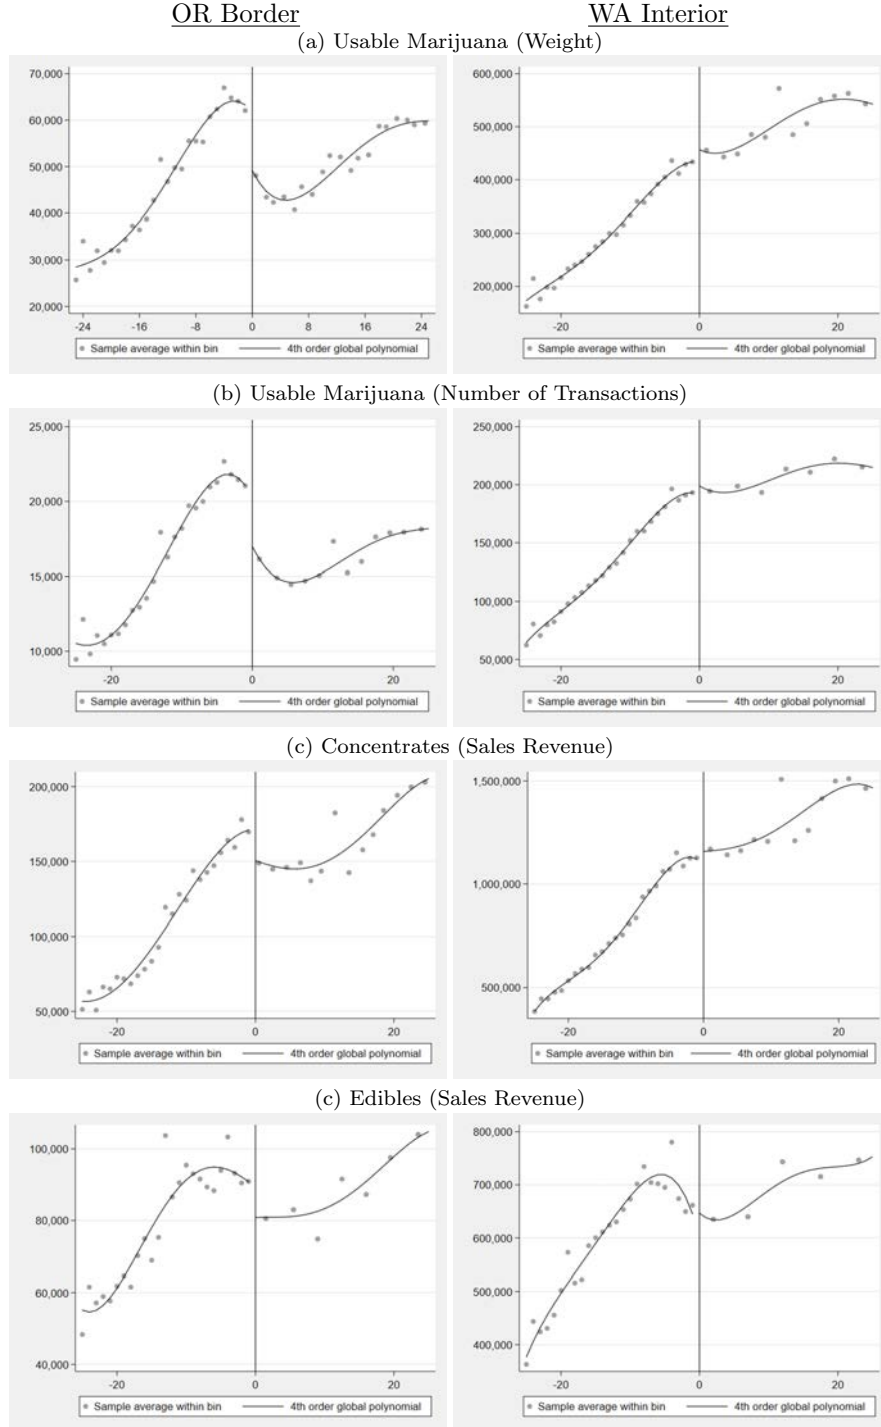 OR Border
WA Interior
(a) Usable Marijuana (Weight)
70,000
60,000
50,000
40,000
30,000
20,000
-24 -16 -8 0 8 16 24
Sample average within bin 4th order global polynomial
600,000
500,000
400,000
300,000
200,000
-20 0 20
Sample average within bin 4th order global polynomial
(b) Usable Marijuana (Number of Transactions)
25,000
20,000
15,000
10,000
-20 0 20
Sample average within bin 4th order global polynomial
250,000
200,000
150,000
100,000
50,000
-20 0 20
Sample average within bin 4th order global polynomial
(c) Concentrates (Sales Revenue)
200,000
150,000
100,000
50,000
-20 0 20
Sample average within bin 4th order global polynomial
1,500,000
1,000,000
500,000
-20 0 20
Sample average within bin 4th order global polynomial
(c) Edibles (Sales Revenue)
100,000
80,000
60,000
40,000
-20 0 20
Sample average within bin 4th order global polynomial
800,000
700,000
600,000
500,000
400,000
-20 0 20
Sample average within bin 4th order global polynomial